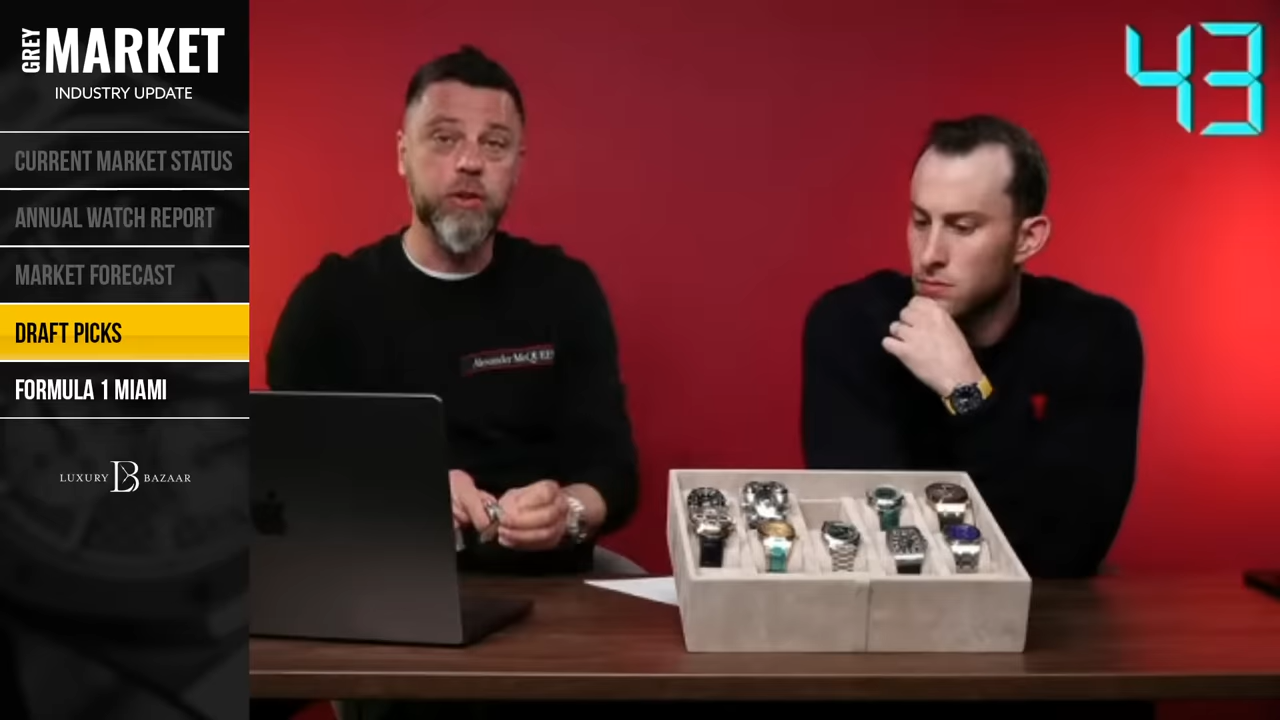 GREY MARKET
INDUSTRY UPDATE
CURRENT MARKET STATUS
ANNUAL WATCH REPORT
MARKET FORECAST
DRAFT PICKS
FORMULA 1 MIAMI
LUXURY LB BAZAAR
43
Alexander McQUEEN